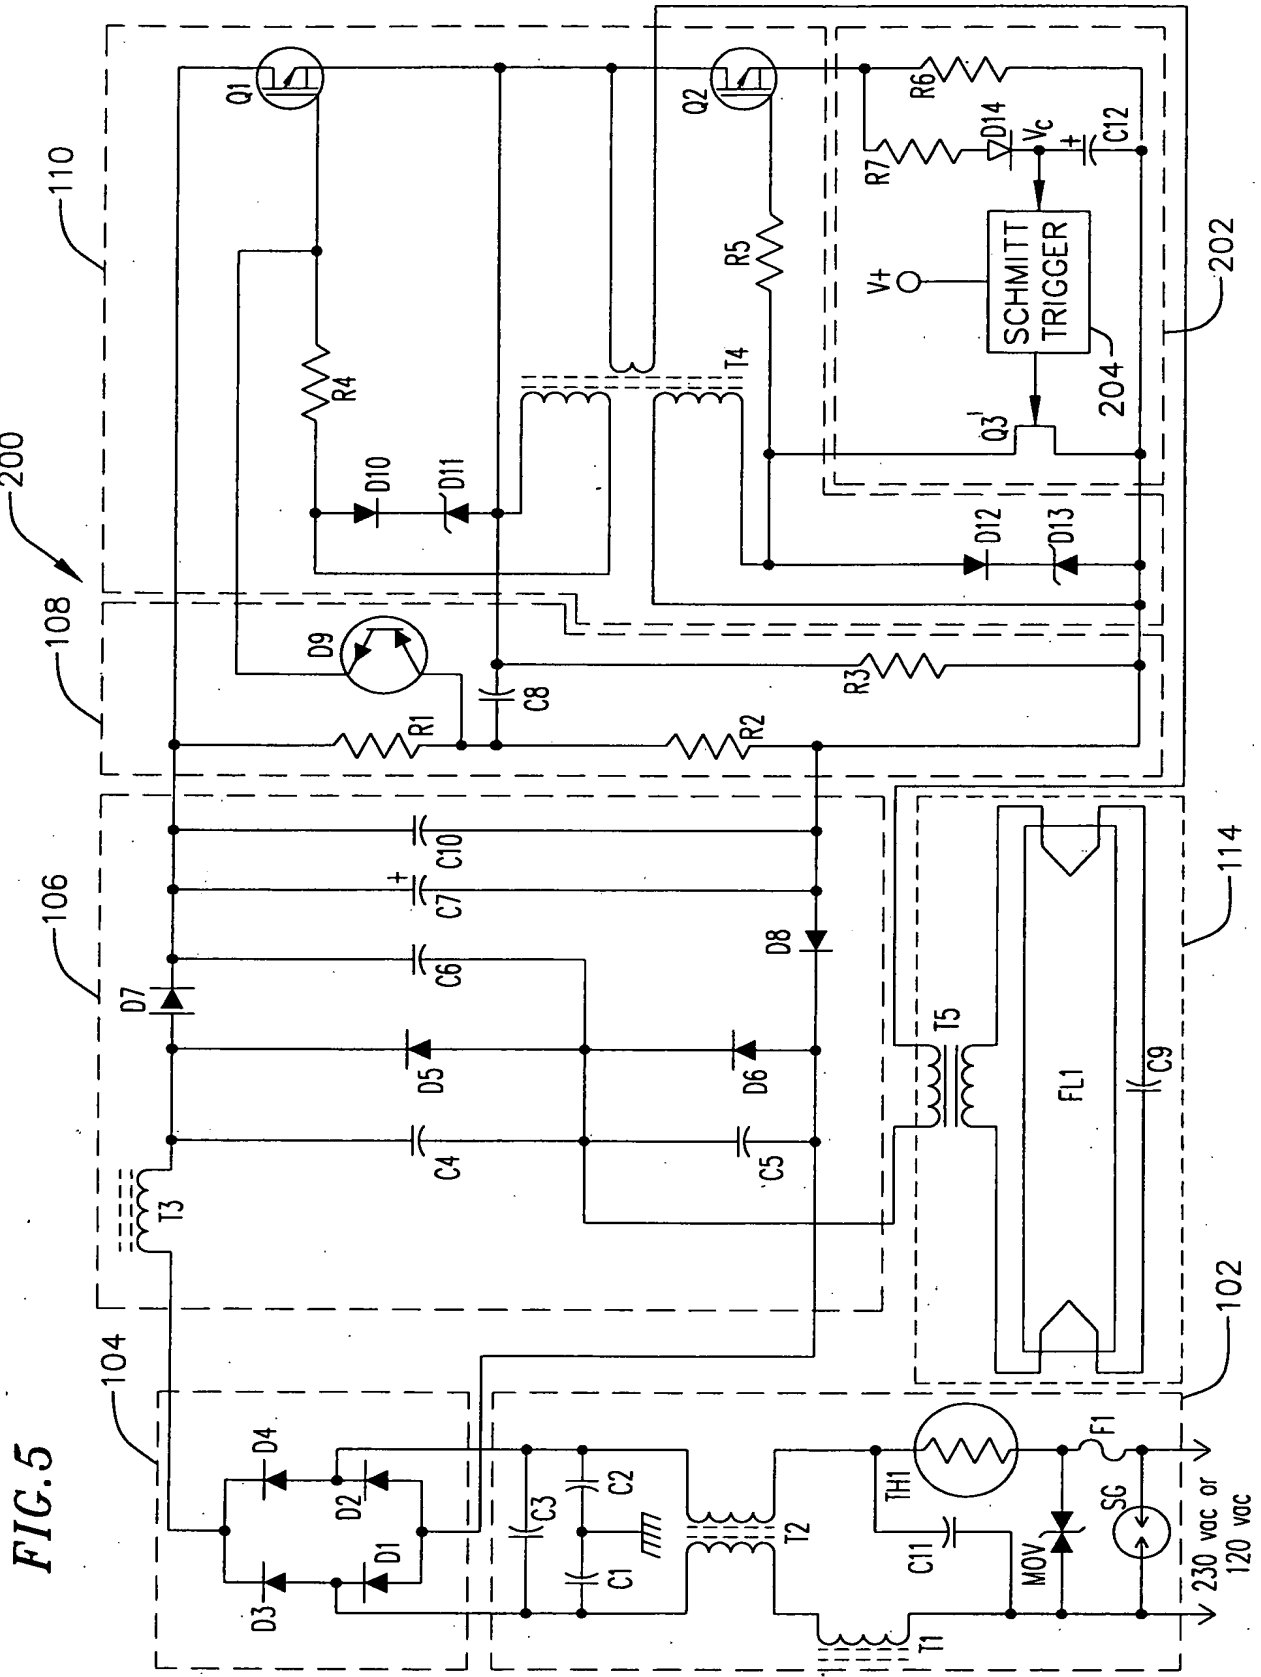 FIG.5
200
110
108
106
104
202
204
114
102
Q1
Q2
R6
R7
D14
Vc
+
C12
V+
SCHMITT
TRIGGER
Q3'
R5
R4
T4
D10
D11
D12
D13
D9
C8
R1
R2
R3
C10
+
C7
C6
D7
D8
D5
D6
C4
C5
T3
T5
FL1
C9
D4
D2
D3
D1
C3
C2
C1
T2
TH1
C11
F1
MOV
SG
T1
230 vac or
120 vac